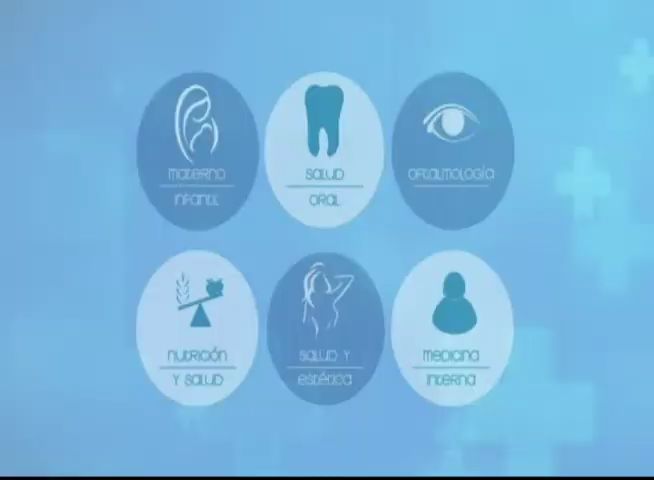 materno
infantil
salud
oral
oftalmología
nutrición
y salud
salud y
estética
medicina
interna